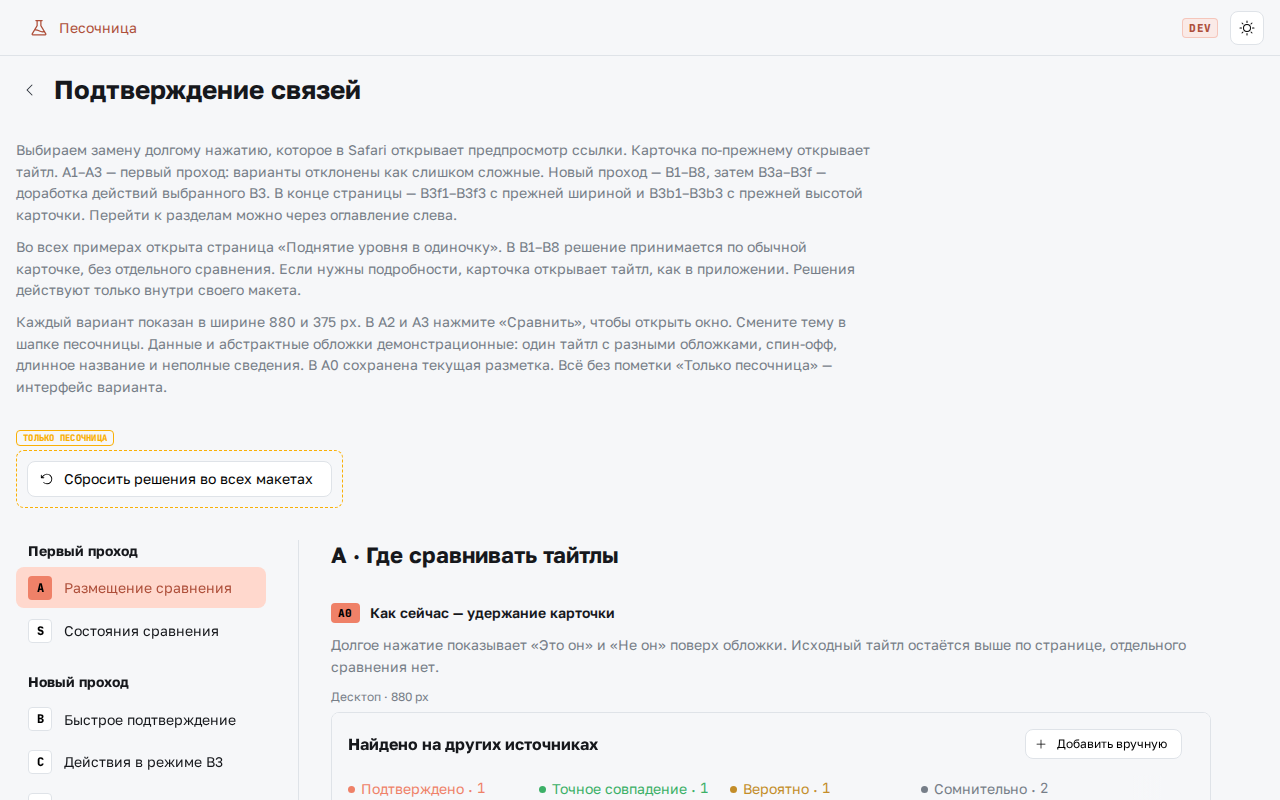 Песочница
DEV
Подтверждение связей
Выбираем замену долгому нажатию, которое в Safari открывает предпросмотр ссылки. Карточка по-прежнему открывает
тайтл. A1–A3 — первый проход: варианты отклонены как слишком сложные. Новый проход — B1–B8, затем B3a–B3f —
доработка действий выбранного B3. В конце страницы — B3f1–B3f3 с прежней шириной и B3b1–B3b3 с прежней высотой
карточки. Перейти к разделам можно через оглавление слева.
Во всех примерах открыта страница «Поднятие уровня в одиночку». В B1–B8 решение принимается по обычной
карточке, без отдельного сравнения. Если нужны подробности, карточка открывает тайтл, как в приложении. Решения
действуют только внутри своего макета.
Каждый вариант показан в ширине 880 и 375 px. В A2 и A3 нажмите «Сравнить», чтобы открыть окно. Смените тему в
шапке песочницы. Данные и абстрактные обложки демонстрационные: один тайтл с разными обложками, спин-офф,
длинное название и неполные сведения. В A0 сохранена текущая разметка. Всё без пометки «Только песочница» —
интерфейс варианта.
ТОЛЬКО ПЕСОЧНИЦА
Сбросить решения во всех макетах
Первый проход
A Размещение сравнения
S Состояния сравнения
Новый проход
B Быстрое подтверждение
C Действия в режиме B3
A · Где сравнивать тайтлы
A0 Как сейчас — удержание карточки
Долгое нажатие показывает «Это он» и «Не он» поверх обложки. Исходный тайтл остаётся выше по странице, отдельного
сравнения нет.
Десктоп · 880 px
Найдено на других источниках
Добавить вручную
Подтверждено · 1
Точное совпадение · 1
Вероятно · 1
Сомнительно · 2